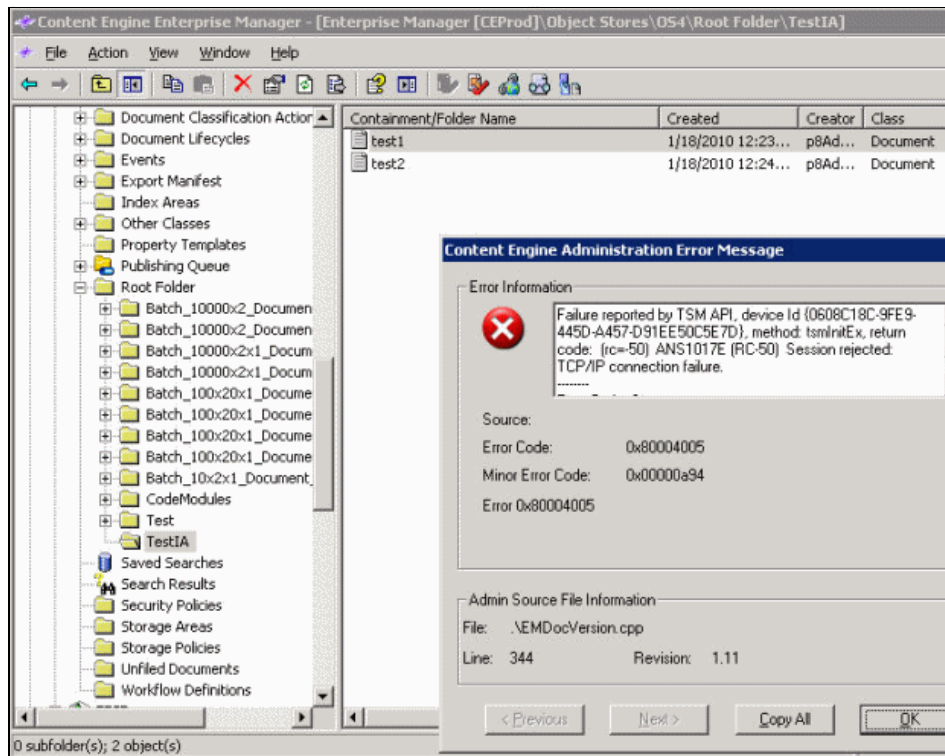 Content Engine Enterprise Manager - [Enterprise Manager [CEProd]\Object Stores\OS4\Root Folder\TestIA]
File Action View Window Help
Document Classification Action
Document Lifecycles
Events
Export Manifest
Index Areas
Other Classes
Property Templates
Publishing Queue
Root Folder
Batch_10000x2_Documen
Batch_10000x2_Documen
Batch_10000x2x1_Docum
Batch_10000x2x1_Docum
Batch_100x20x1_Docume
Batch_100x20x1_Docume
Batch_100x20x1_Docume
Batch_100x20x1_Docume
Batch_10x2x1_Document_
CodeModules
Test
TestIA
Saved Searches
Search Results
Security Policies
Storage Areas
Storage Policies
Unfiled Documents
Workflow Definitions
Containment/Folder Name Created Creator Class
test1 1/18/2010 12:23... p8Ad... Document
test2 1/18/2010 12:24... p8Ad... Document
Content Engine Administration Error Message
Error Information
Failure reported by TSM API, device Id {0608C18C-9FE9-
445D-A457-D91EE50C5E7D}, method: tsmInitEx, return
code: (rc=-50) ANS1017E (RC-50) Session rejected:
TCP/IP connection failure.
--------
Source:
Error Code: 0x80004005
Minor Error Code: 0x00000a94
Error 0x80004005
Admin Source File Information
File: .\EMDocVersion.cpp
Line: 344 Revision: 1.11
< Previous Next > Copy All OK
0 subfolder(s); 2 object(s)